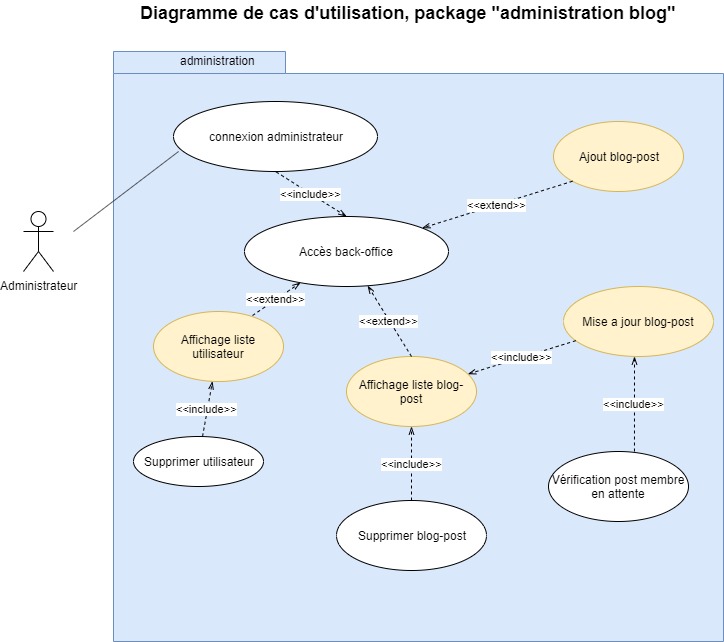 Diagramme de cas d'utilisation, package "administration blog"
administration
connexion administrateur
Ajout blog-post
<<include>>
<<extend>>
Accès back-office
Administrateur
<<extend>>
<<extend>>
Mise a jour blog-post
Affichage liste
utilisateur
<<include>>
Affichage liste blog-
post
<<include>>
<<include>>
Supprimer utilisateur
<<include>>
Vérification post membre
en attente
Supprimer blog-post